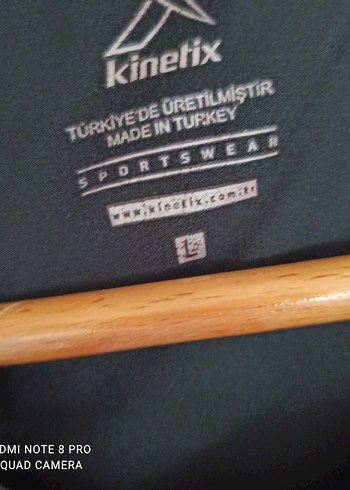 kinetix
TÜRKİYE'DE ÜRETİLMİŞTİR
MADE IN TURKEY
SPORTSWEAR
www.kinetix.com.tr
L
DMI NOTE 8 PRO
QUAD CAMERA